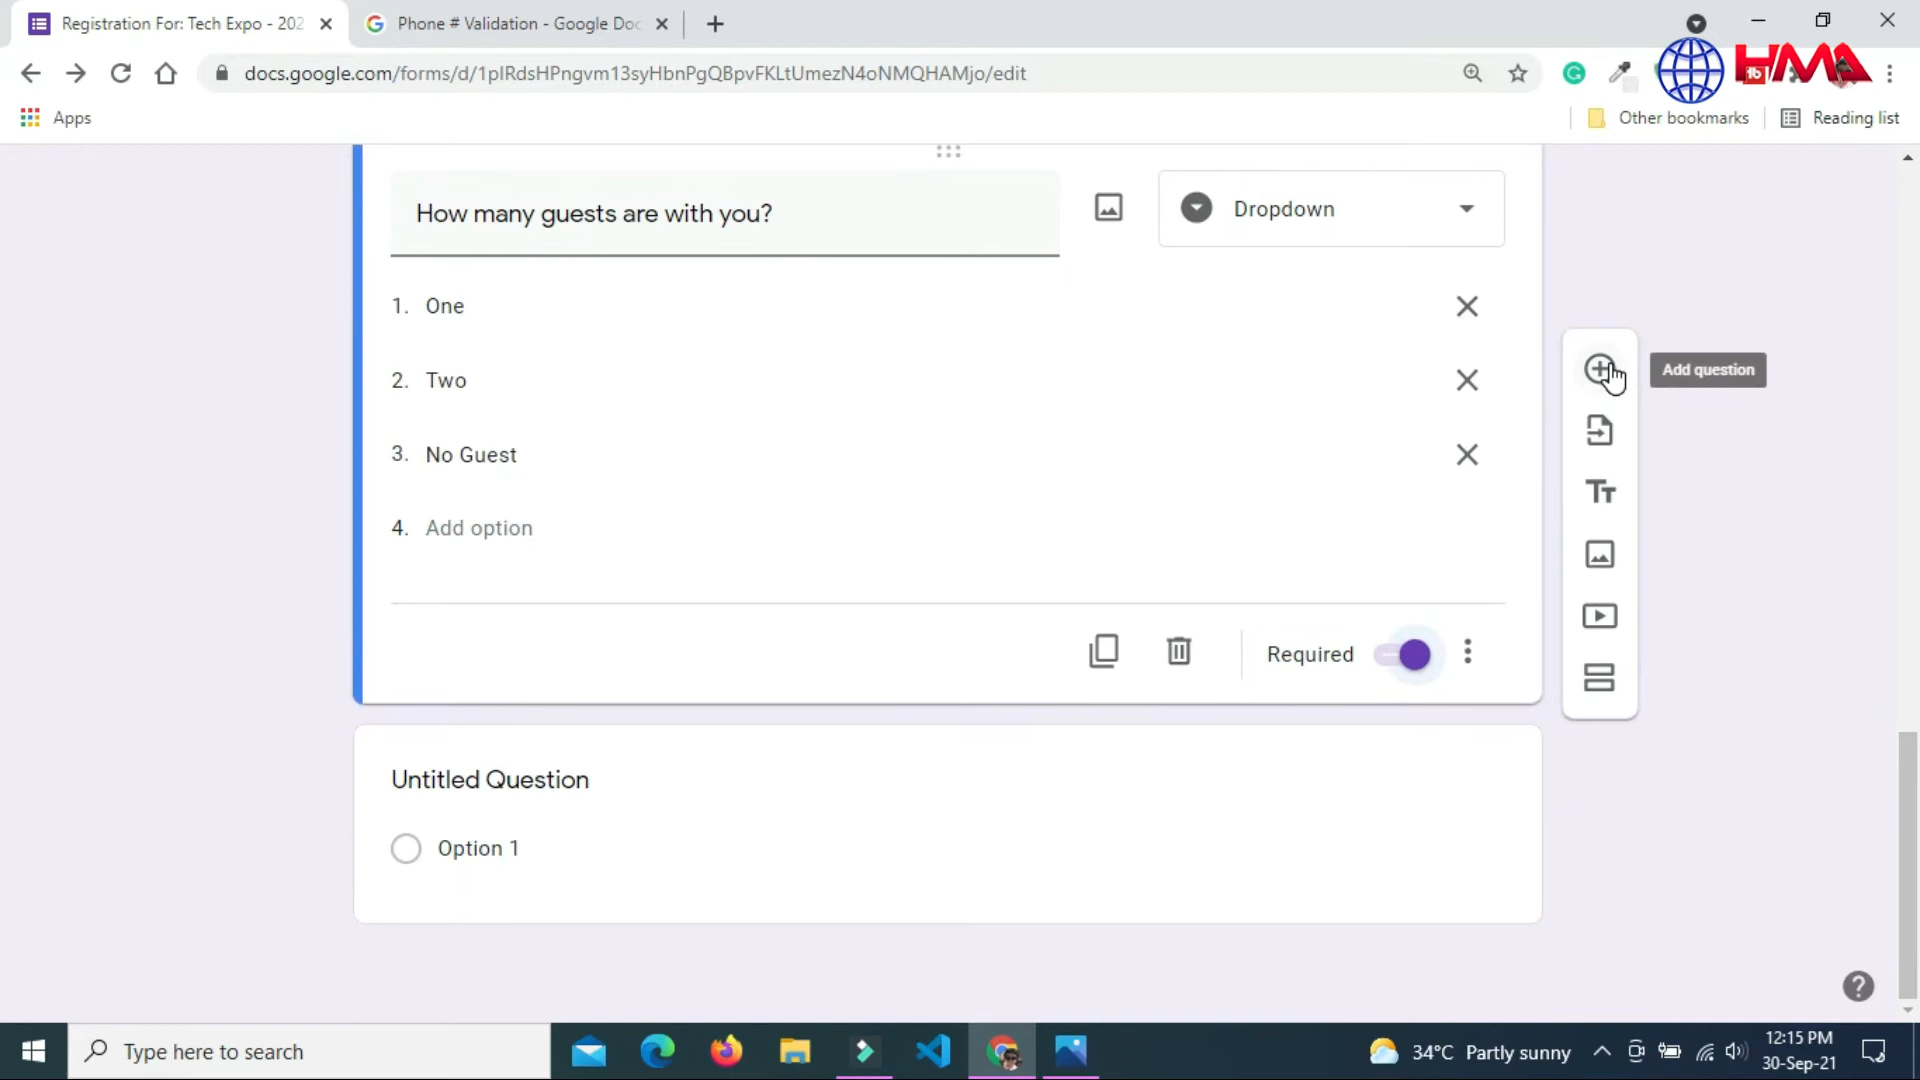 Registration For: Tech Expo - 202
Phone # Validation - Google Doc
docs.google.com/forms/d/1pIRdsHPngvm13syHbnPgQBpvFKLtUmezN4oNMQHAMjo/edit
HMA
16
Apps
Other bookmarks
Reading list
How many guests are with you?
Dropdown
1. One
2. Two
3. No Guest
4. Add option
Add question
Required
Untitled Question
Option 1
Type here to search
34°C Partly sunny
12:15 PM
30-Sep-21